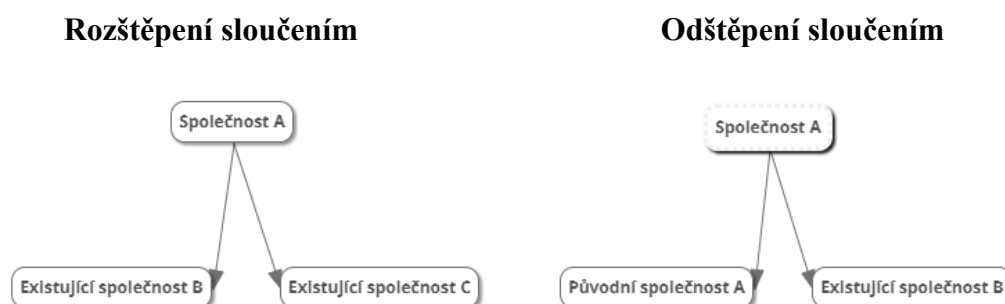 Rozštěpení sloučením
Odštěpení sloučením
Společnost A
Společnost A
Existující společnost B
Existující společnost C
Původní společnost A
Existující společnost B